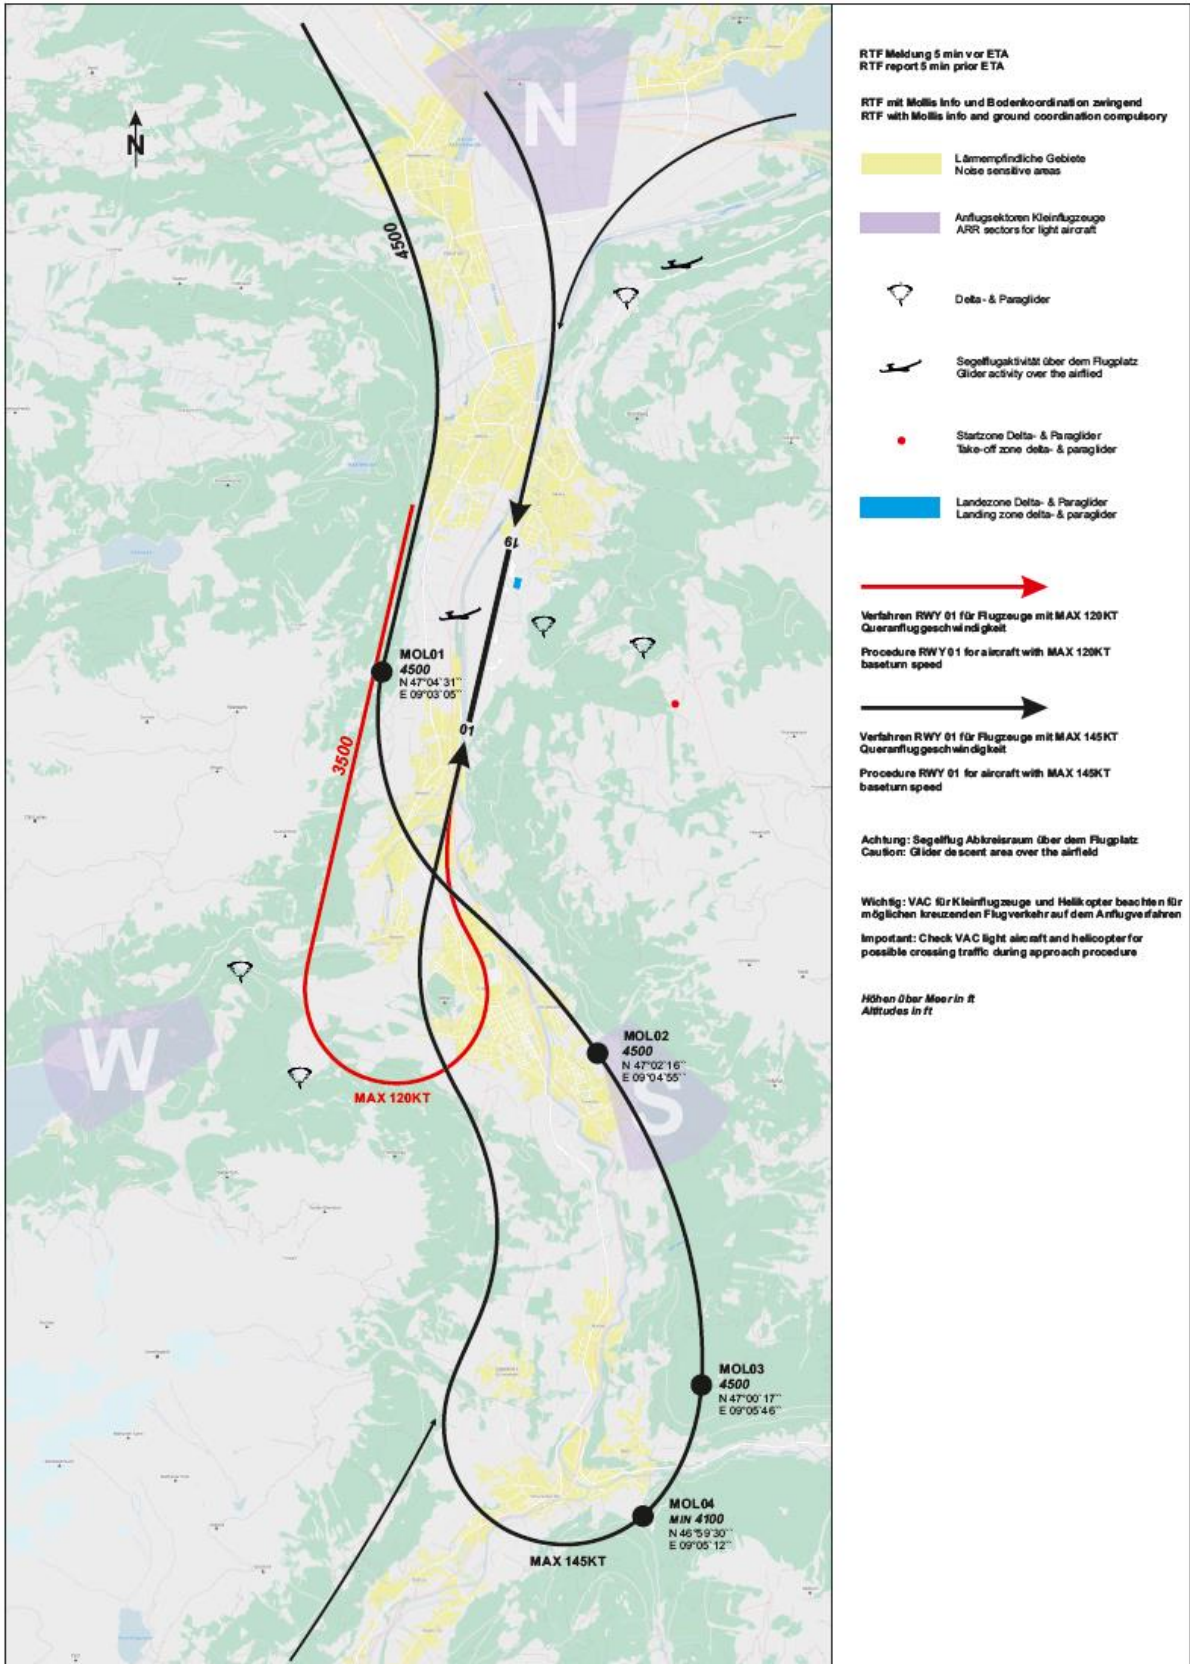 N
N
4500
19
MOL01
4500
N 47°04`31``
E 09°03`05``
01
3500
W
MAX 120KT
MOL02
4500
N 47°02`16``
E 09°04`55``
S
MOL03
4500
N 47°00`17``
E 09°05`46``
MOL04
MIN 4100
N 46°59`30``
E 09°05`12``
MAX 145KT
RTF Meldung 5 min vor ETA
RTF report 5 min prior ETA
RTF mit Mollis Info und Bodenkoordination zwingend
RTF with Mollis info and ground coordination compulsory
Lärmempfindliche Gebiete
Noise sensitive areas
Anflugsektoren Kleinflugzeuge
ARR sectors for light aircraft
Delta- & Paraglider
Segelflugaktivität über dem Flugplatz
Glider activity over the airflied
Startzone Delta- & Paraglider
Take-off zone delta- & paraglider
Landezone Delta- & Paraglider
Landing zone delta- & paraglider
Verfahren RWY 01 für Flugzeuge mit MAX 120KT
Queranfluggeschwindigkeit
Procedure RWY 01 for aircraft with MAX 120KT
baseturn speed
Verfahren RWY 01 für Flugzeuge mit MAX 145KT
Queranfluggeschwindigkeit
Procedure RWY 01 for aircraft with MAX 145KT
baseturn speed
Achtung: Segelflug Abkreisraum über dem Flugplatz
Caution: Glider descent area over the airfield
Wichtig: VAC für Kleinflugzeuge und Helikopter beachten für
möglichen kreuzenden Flugverkehr auf dem Anflugverfahren
Important: Check VAC light aircraft and helicopter for
possible crossing traffic during approach procedure
Höhen über Meer in ft
Altitudes in ft